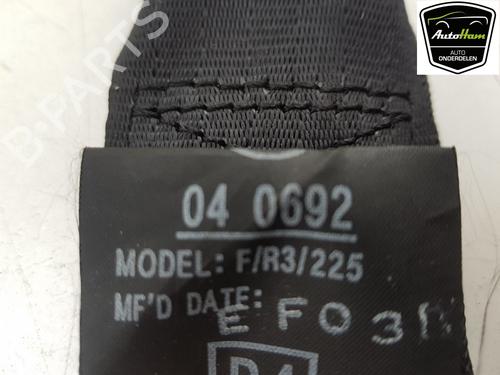 AutoHam
AUTO
ONDERDELEN
B-PARTS
04 0692
MODEL: F/R3/225
MF'D DATE:
EF03